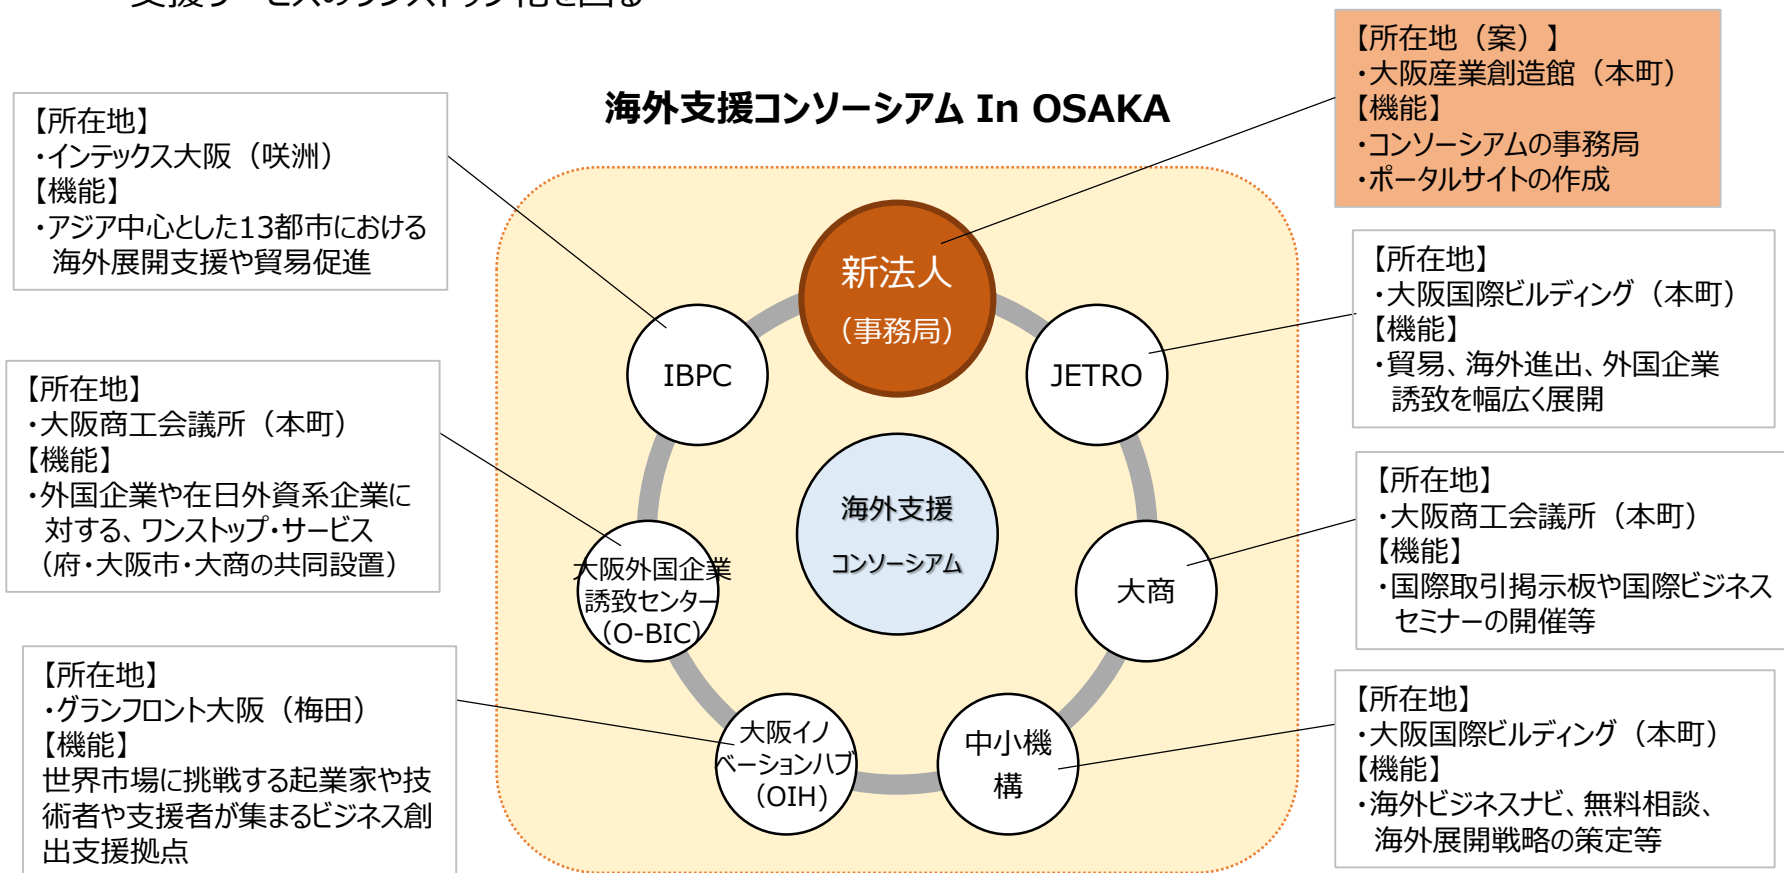 支援サービスのワンストップ化を図る
海外支援コンソーシアム In OSAKA
【所在地（案）】
・大阪産業創造館（本町）
【機能】
・コンソーシアムの事務局
・ポータルサイトの作成
【所在地】
・インテックス大阪（咲洲）
【機能】
・アジア中心とした13都市における
海外展開支援や貿易促進
【所在地】
・大阪国際ビルディング（本町）
【機能】
・貿易、海外進出、外国企業
誘致を幅広く展開
【所在地】
・大阪商工会議所（本町）
【機能】
・外国企業や在日外資系企業に
対する、ワンストップ・サービス
（府・大阪市・大商の共同設置）
【所在地】
・大阪商工会議所（本町）
【機能】
・国際取引掲示板や国際ビジネス
セミナーの開催等
【所在地】
・グランフロント大阪（梅田）
【機能】
世界市場に挑戦する起業家や技
術者や支援者が集まるビジネス創
出支援拠点
【所在地】
・大阪国際ビルディング（本町）
【機能】
・海外ビジネスナビ、無料相談、
海外展開戦略の策定等
新法人
（事務局）
IBPC
JETRO
海外支援
コンソーシアム
大阪外国企業
誘致センター
（O-BIC）
大商
大阪イノ
ベーションハブ
（OIH）
中小機
構